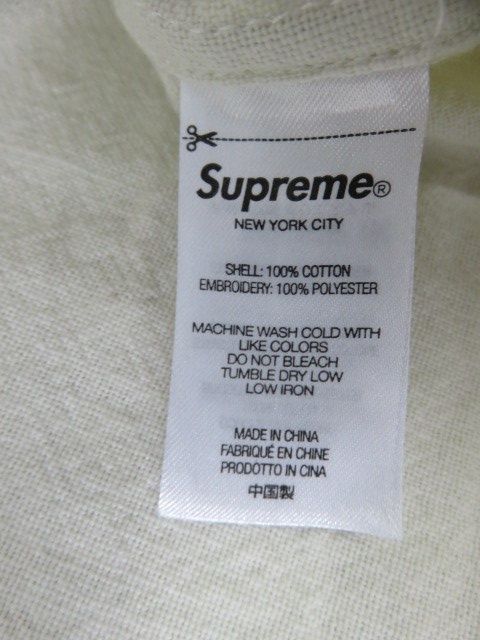 Supreme®
NEW YORK CITY
SHELL: 100% COTTON
EMBROIDERY: 100% POLYESTER
MACHINE WASH COLD WITH
LIKE COLORS
DO NOT BLEACH
TUMBLE DRY LOW
LOW IRON
MADE IN CHINA
FABRIQUÉ EN CHINE
PRODOTTO IN CINA
中国製